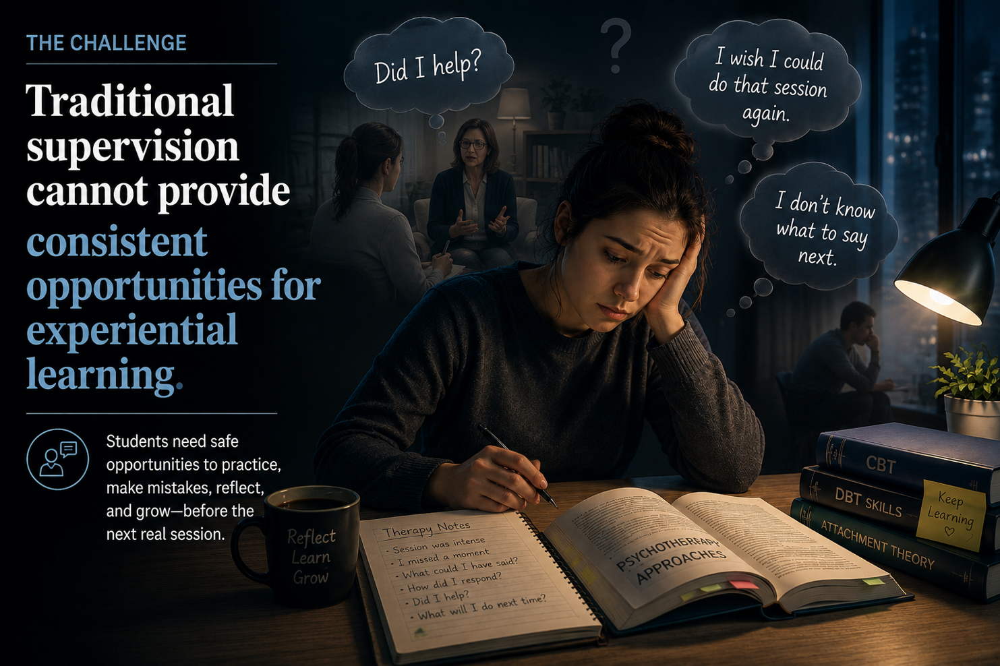 THE CHALLENGE
Traditional
supervision
cannot provide
consistent
opportunities for
experiential
learning.
Students need safe
opportunities to practice,
make mistakes, reflect,
and grow—before the
next real session.
Did I help?
?
I wish I could
do that session
again.
I don't know
what to say
next.
Reflect
Learn
Grow
Therapy Notes
• Session was intense
• I missed a moment
• What could I have said?
• How did I respond?
• Did I help?
• What will I do next time?
PSYCHOTHERAPY
APPROACHES
CBT
DBT SKILLS
ATTACHMENT THEORY
Keep
Learning
♡